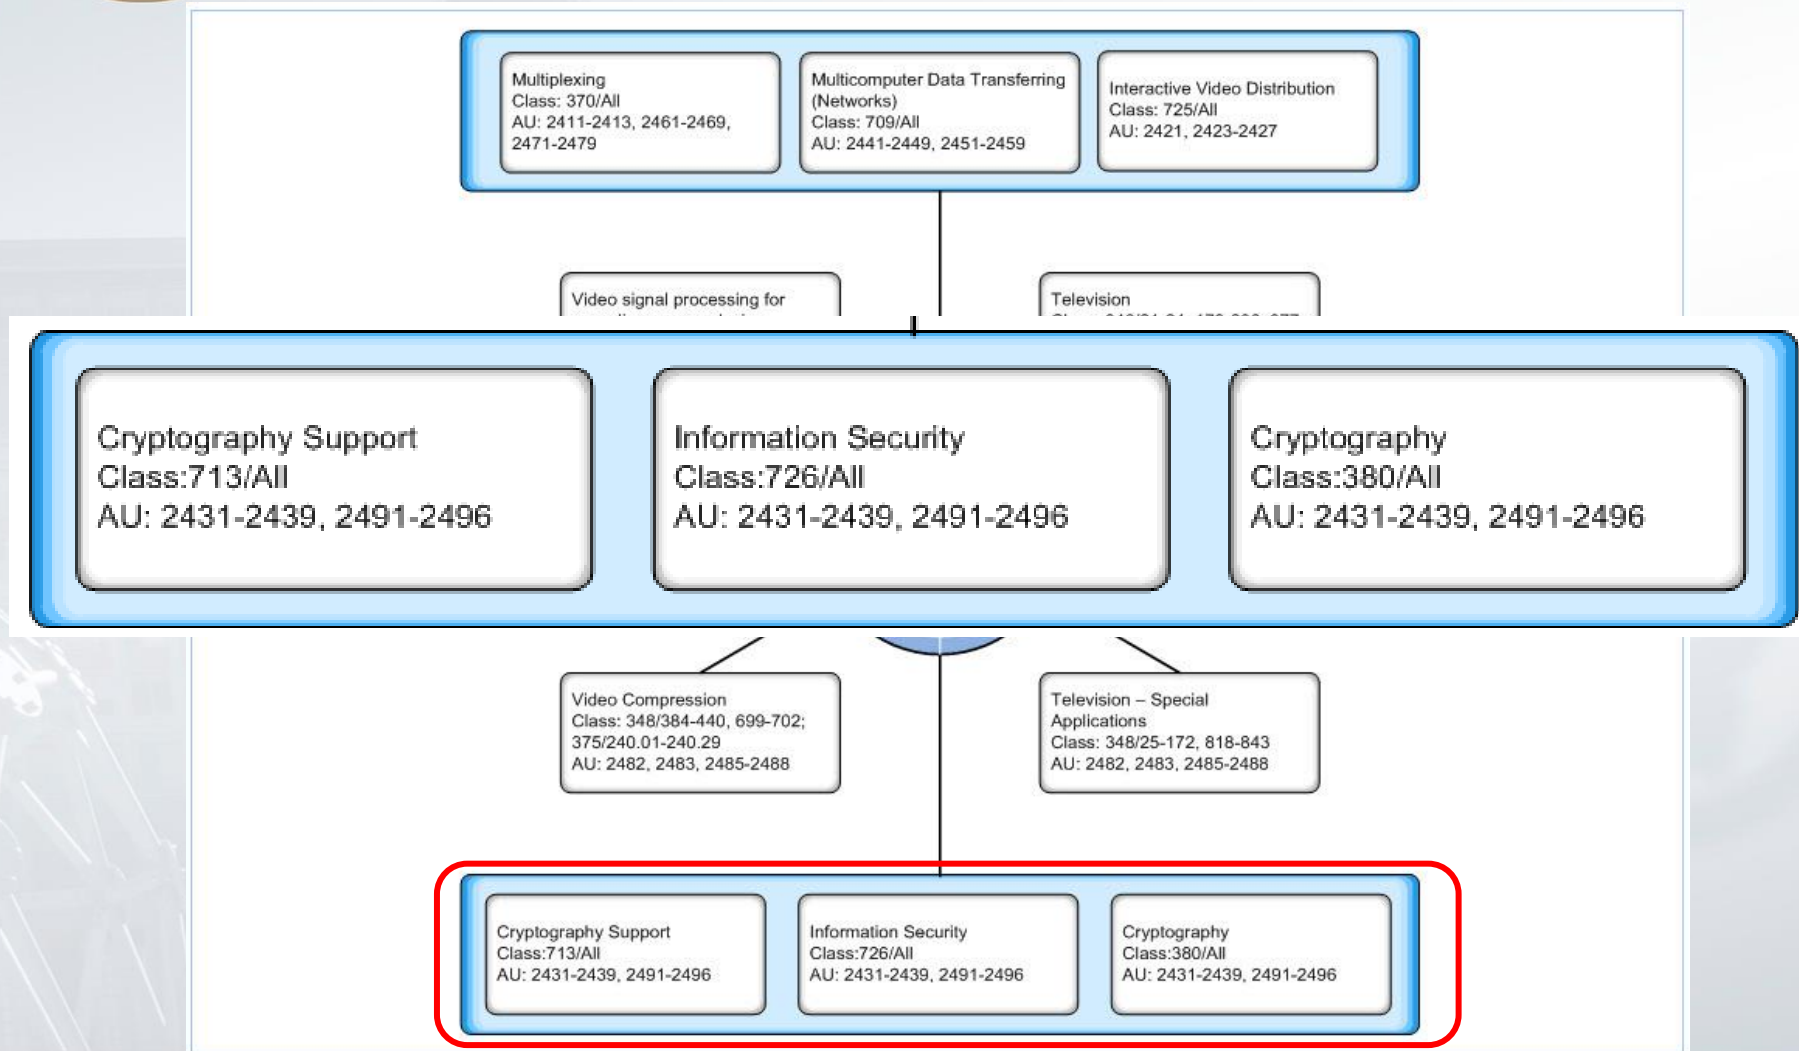 Multiplexing
Class: 370/All
AU: 2411-2413, 2461-2469,
2471-2479
Multicomputer Data Transferring
(Networks)
Class: 709/All
AU: 2441-2449, 2451-2459
Interactive Video Distribution
Class: 725/All
AU: 2421, 2423-2427
Video signal processing for
Television
Cryptography Support
Class:713/All
AU: 2431-2439, 2491-2496
Information Security
Class:726/All
AU: 2431-2439, 2491-2496
Cryptography
Class:380/All
AU: 2431-2439, 2491-2496
Video Compression
Class: 348/384-440, 699-702;
375/240.01-240.29
AU: 2482, 2483, 2485-2488
Television – Special
Applications
Class: 348/25-172, 818-843
AU: 2482, 2483, 2485-2488
Cryptography Support
Class:713/All
AU: 2431-2439, 2491-2496
Information Security
Class:726/All
AU: 2431-2439, 2491-2496
Cryptography
Class:380/All
AU: 2431-2439, 2491-2496